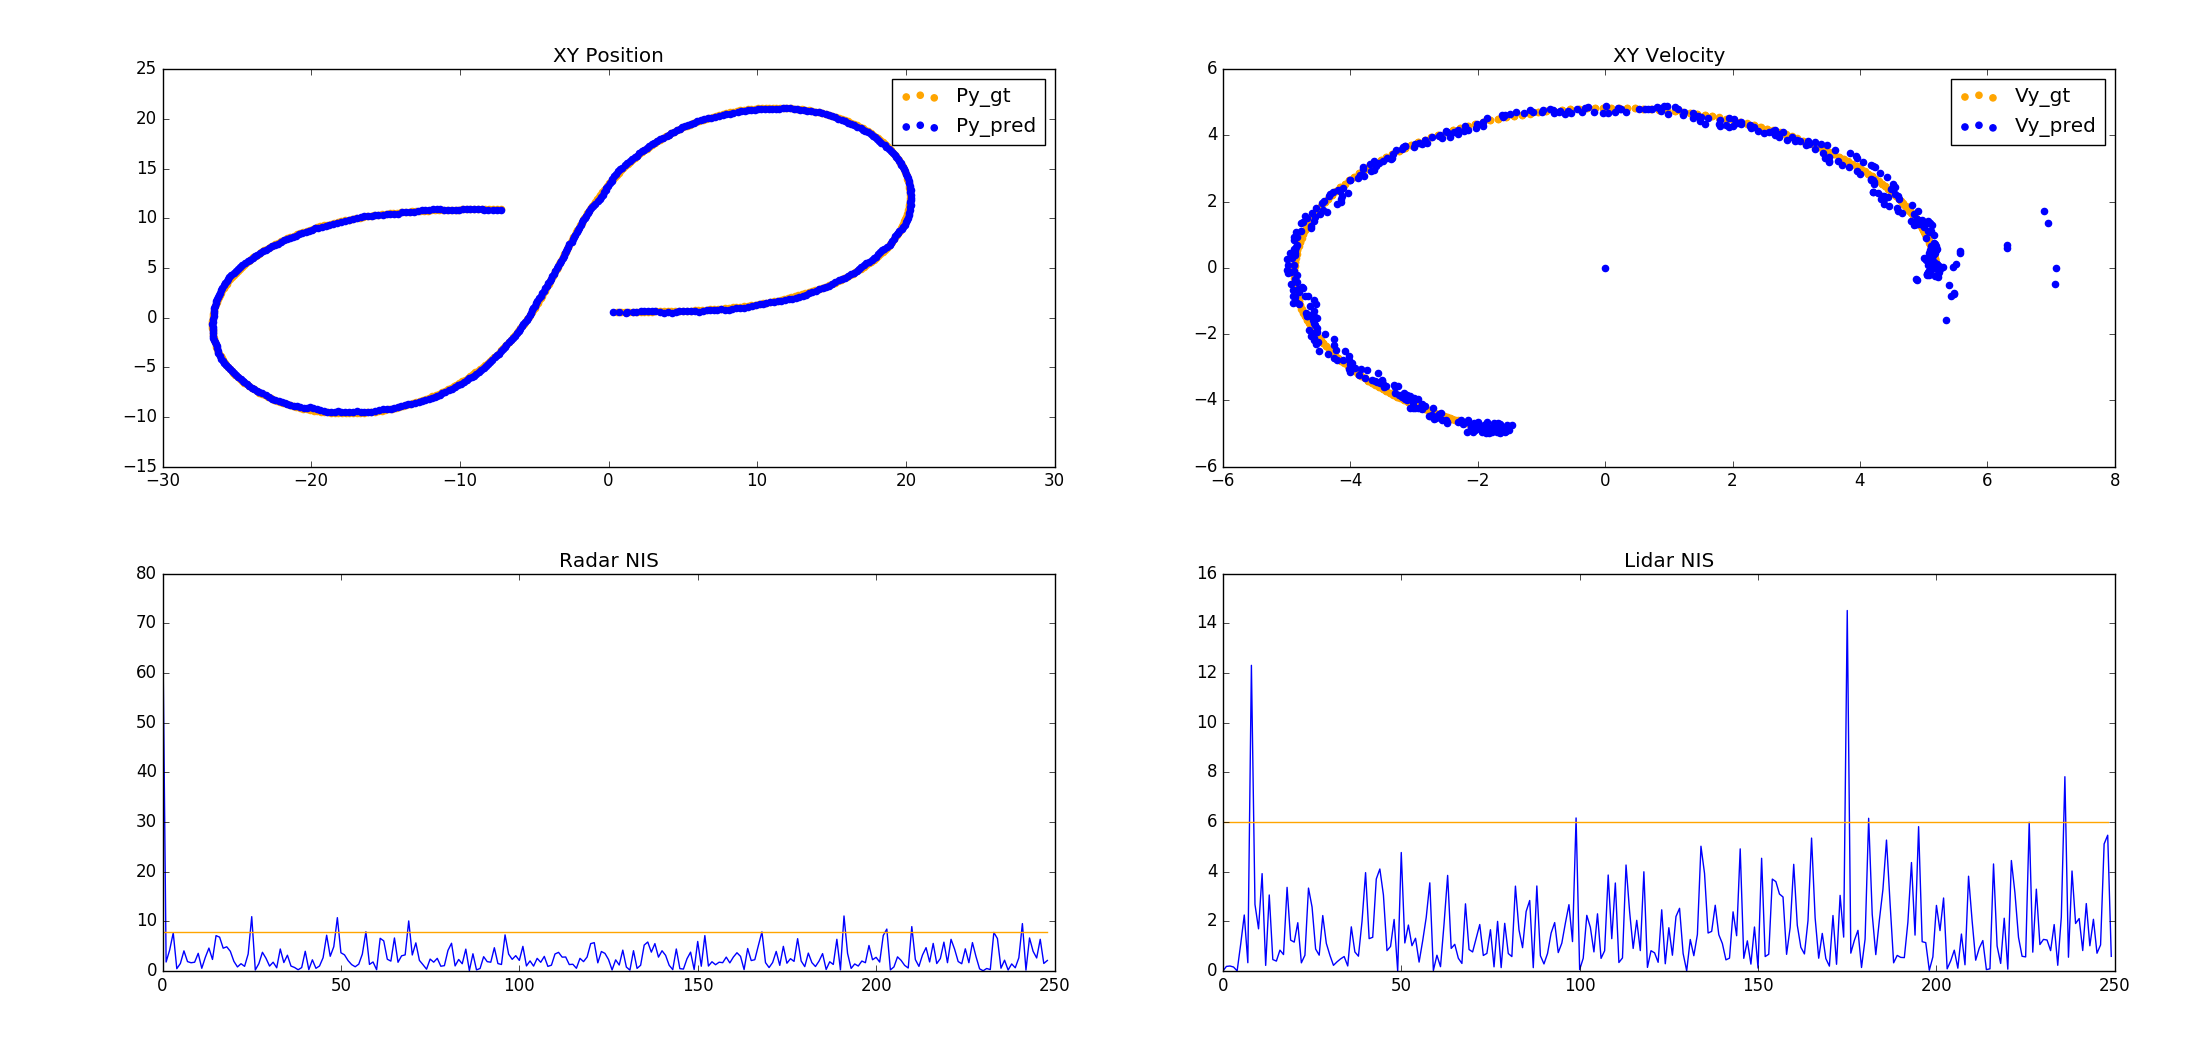 XY Position
25
20
15
10
5
0
−5
−10
−15
−30 −20 −10 0 10 20 30
Py_gt
Py_pred
XY Velocity
6
4
2
0
−2
−4
−6
−6 −4 −2 0 2 4 6 8
Vy_gt
Vy_pred
Radar NIS
80
70
60
50
40
30
20
10
0
0 50 100 150 200 250
Lidar NIS
16
14
12
10
8
6
4
2
0
0 50 100 150 200 250